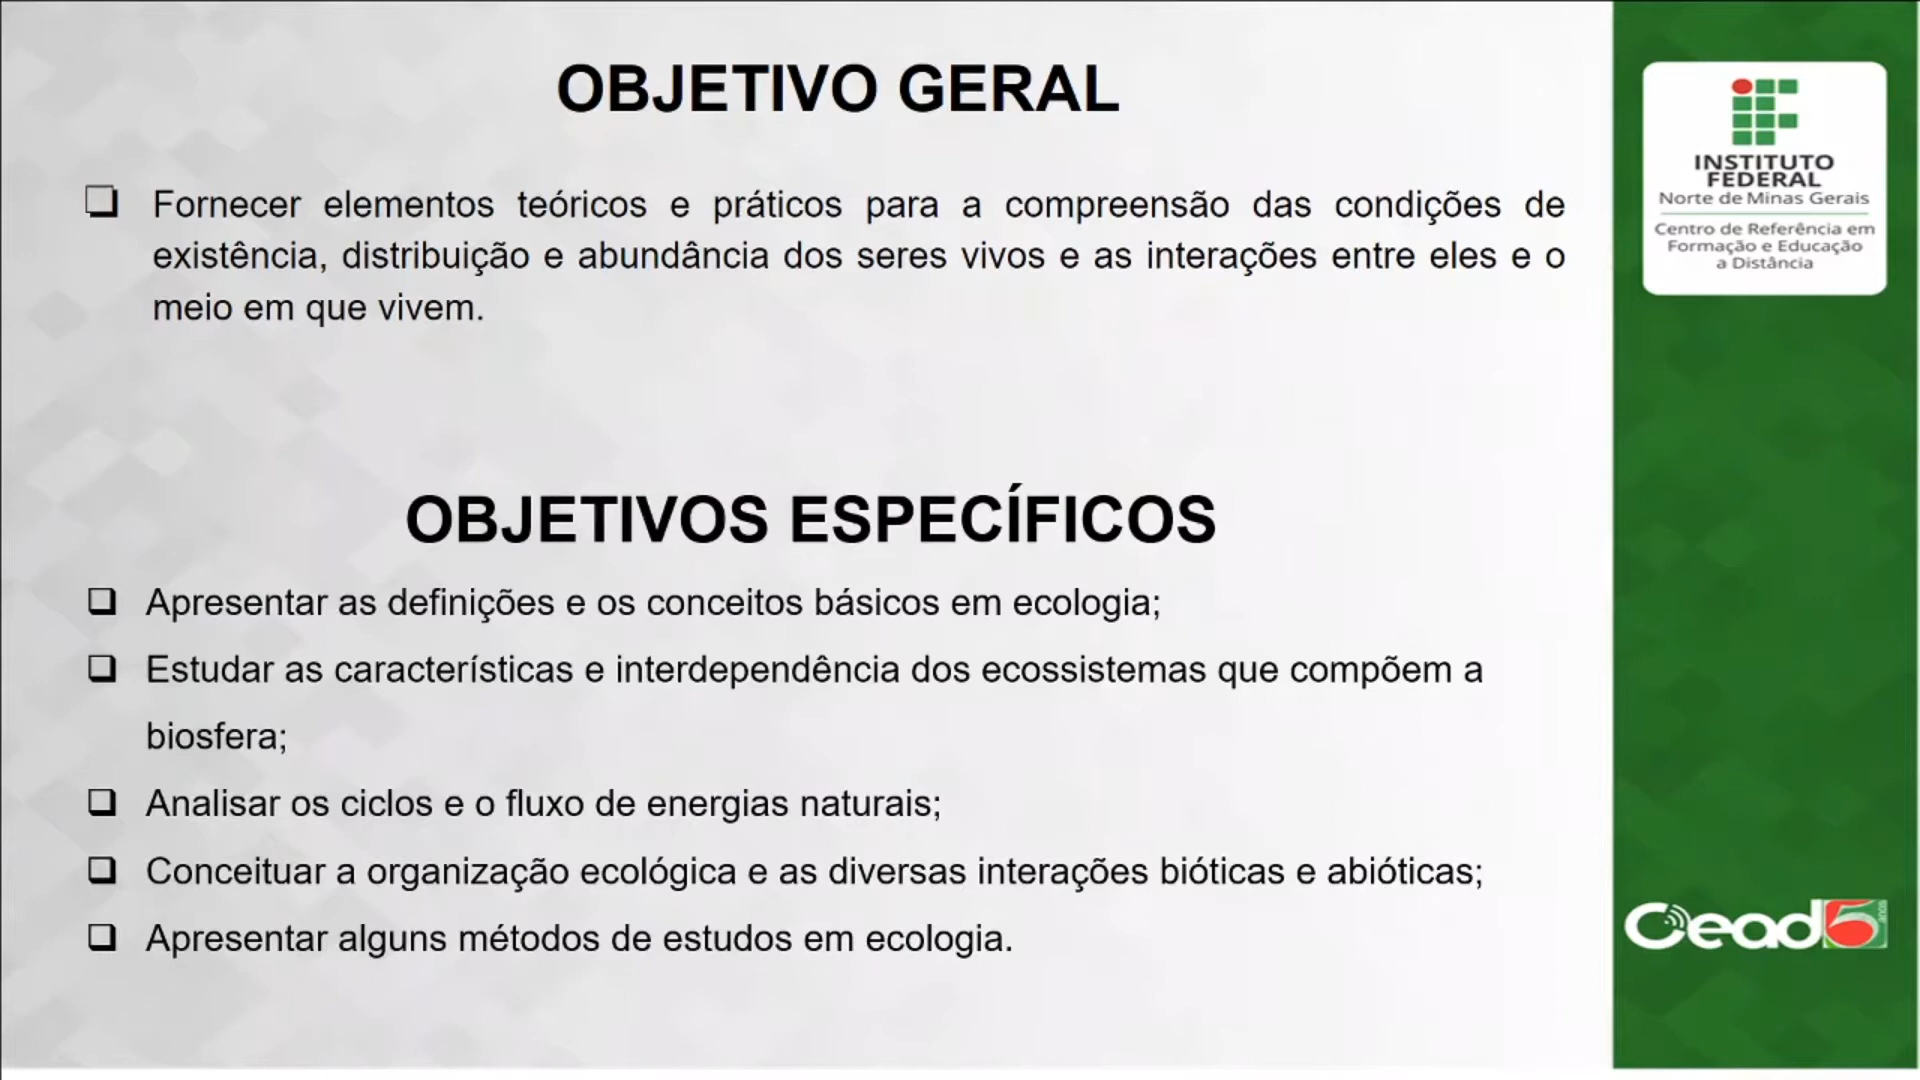 OBJETIVO GERAL
Fornecer elementos teóricos e práticos para a compreensão das condições de
existência, distribuição e abundância dos seres vivos e as interações entre eles e o
meio em que vivem.
OBJETIVOS ESPECÍFICOS
Apresentar as definições e os conceitos básicos em ecologia;
Estudar as características e interdependência dos ecossistemas que compõem a
biosfera;
Analisar os ciclos e o fluxo de energias naturais;
Conceituar a organização ecológica e as diversas interações bióticas e abióticas;
Apresentar alguns métodos de estudos em ecologia.
INSTITUTO
FEDERAL
Norte de Minas Gerais
Centro de Referência em
Formação e Educação
a Distância
Cead5